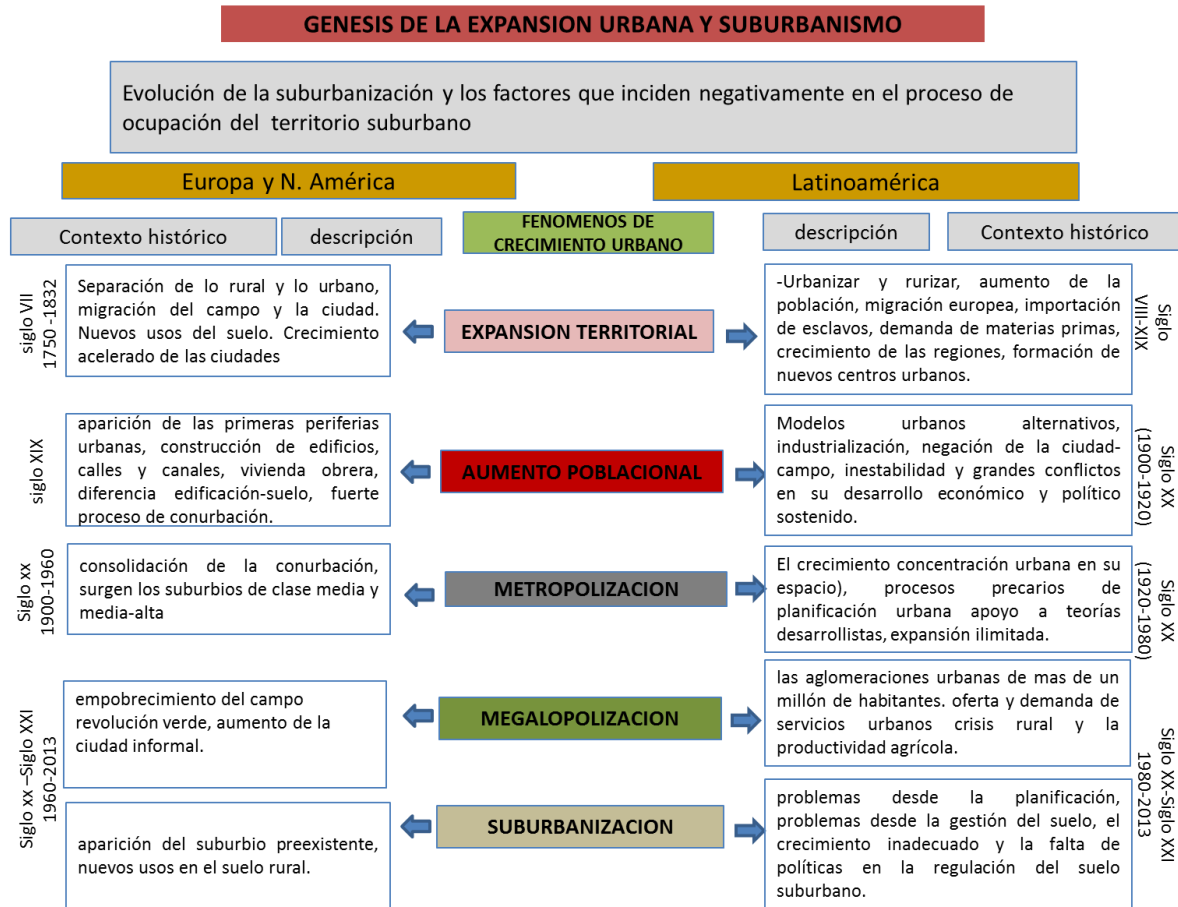 GENESIS DE LA EXPANSION URBANA Y SUBURBANISMO
Evolución de la suburbanización y los factores que inciden negativamente en el proceso de
ocupación del territorio suburbano
Europa y N. América
Latinoamérica
Contexto histórico
descripción
FENOMENOS DE
CRECIMIENTO URBANO
descripción
Contexto histórico
siglo VII
1750 -1832
Separación de lo rural y lo urbano,
migración del campo y la ciudad.
Nuevos usos del suelo. Crecimiento
acelerado de las ciudades
EXPANSION TERRITORIAL
-Urbanizar y rurizar, aumento de la
población, migración europea, importación
de esclavos, demanda de materias primas,
crecimiento de las regiones, formación de
nuevos centros urbanos.
Siglo
VIII-XIX
siglo XIX
aparición de las primeras periferias
urbanas, construcción de edificios,
calles y canales, vivienda obrera,
diferencia edificación-suelo, fuerte
proceso de conurbación.
AUMENTO POBLACIONAL
Modelos urbanos alternativos,
industrialización, negación de la ciudad-
campo, inestabilidad y grandes conflictos
en su desarrollo económico y político
sostenido.
Siglo XX
(1900-1920)
Siglo xx
1900-1960
consolidación de la conurbación,
surgen los suburbios de clase media y
media-alta
METROPOLIZACION
El crecimiento concentración urbana en su
espacio), procesos precarios de
planificación urbana apoyo a teorías
desarrollistas, expansión ilimitada.
Siglo XX
(1920-1980)
Siglo xx –Siglo XXI
1960-2013
empobrecimiento del campo
revolución verde, aumento de la
ciudad informal.
MEGALOPOLIZACION
las aglomeraciones urbanas de mas de un
millón de habitantes. oferta y demanda de
servicios urbanos crisis rural y la
productividad agrícola.
Siglo XX-Siglo XXI
1980-2013
aparición del suburbio preexistente,
nuevos usos en el suelo rural.
SUBURBANIZACION
problemas desde la planificación,
problemas desde la gestión del suelo, el
crecimiento inadecuado y la falta de
políticas en la regulación del suelo
suburbano.